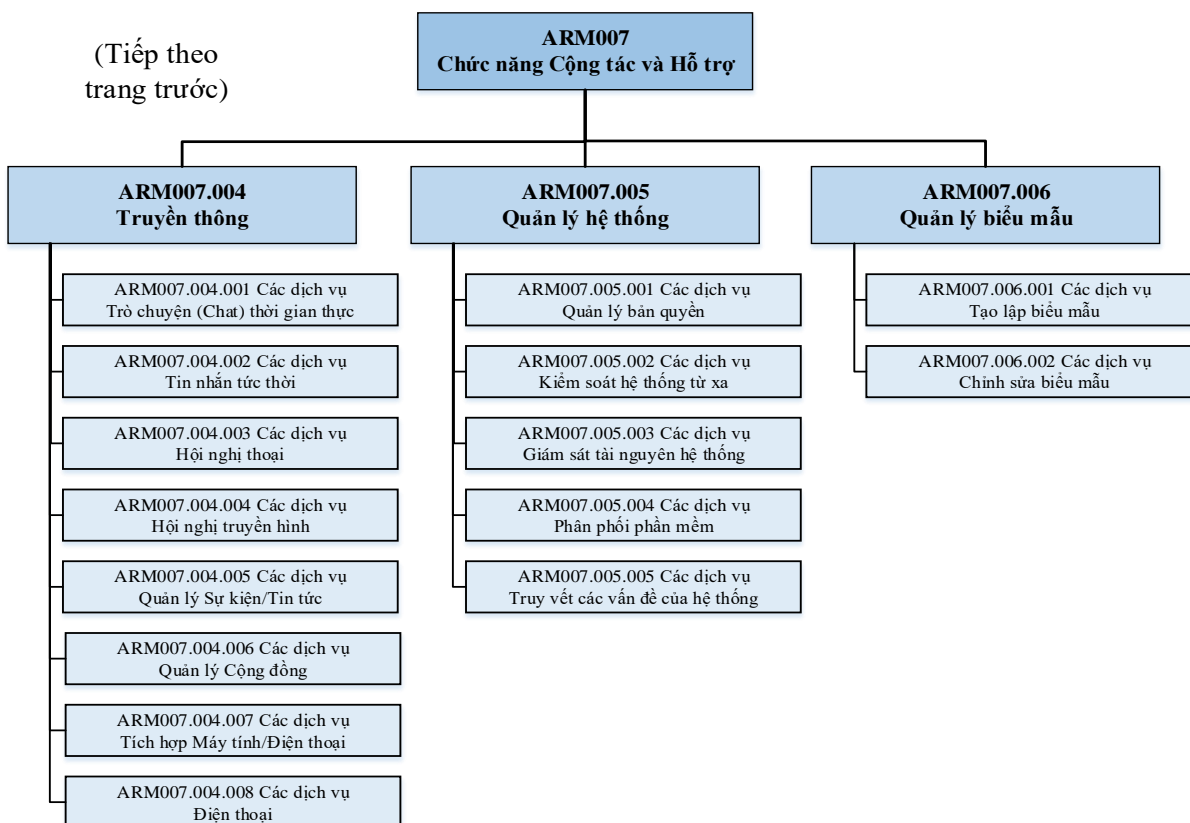 (Tiếp theo
trang trước)
ARM007
Chức năng Cộng tác và Hỗ trợ
ARM007.004
Truyền thông
ARM007.004.001 Các dịch vụ
Trò chuyện (Chat) thời gian thực
ARM007.004.002 Các dịch vụ
Tin nhắn tức thời
ARM007.004.003 Các dịch vụ
Hội nghị thoại
ARM007.004.004 Các dịch vụ
Hội nghị truyền hình
ARM007.004.005 Các dịch vụ
Quản lý Sự kiện/Tin tức
ARM007.004.006 Các dịch vụ
Quản lý Cộng đồng
ARM007.004.007 Các dịch vụ
Tích hợp Máy tính/Điện thoại
ARM007.004.008 Các dịch vụ
Điện thoại
ARM007.005
Quản lý hệ thống
ARM007.005.001 Các dịch vụ
Quản lý bản quyền
ARM007.005.002 Các dịch vụ
Kiểm soát hệ thống từ xa
ARM007.005.003 Các dịch vụ
Giám sát tài nguyên hệ thống
ARM007.005.004 Các dịch vụ
Phân phối phần mềm
ARM007.005.005 Các dịch vụ
Truy vết các vấn đề của hệ thống
ARM007.006
Quản lý biểu mẫu
ARM007.006.001 Các dịch vụ
Tạo lập biểu mẫu
ARM007.006.002 Các dịch vụ
Chỉnh sửa biểu mẫu